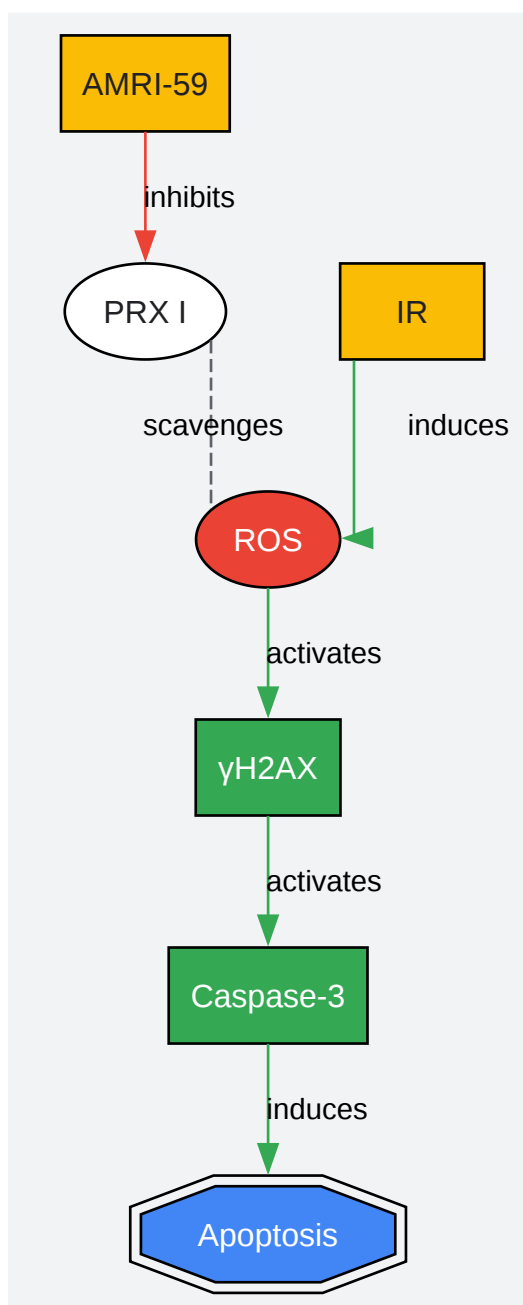 AMRI-59
inhibits
PRX I
IR
scavenges
induces
ROS
activates
γH2AX
activates
Caspase-3
induces
Apoptosis